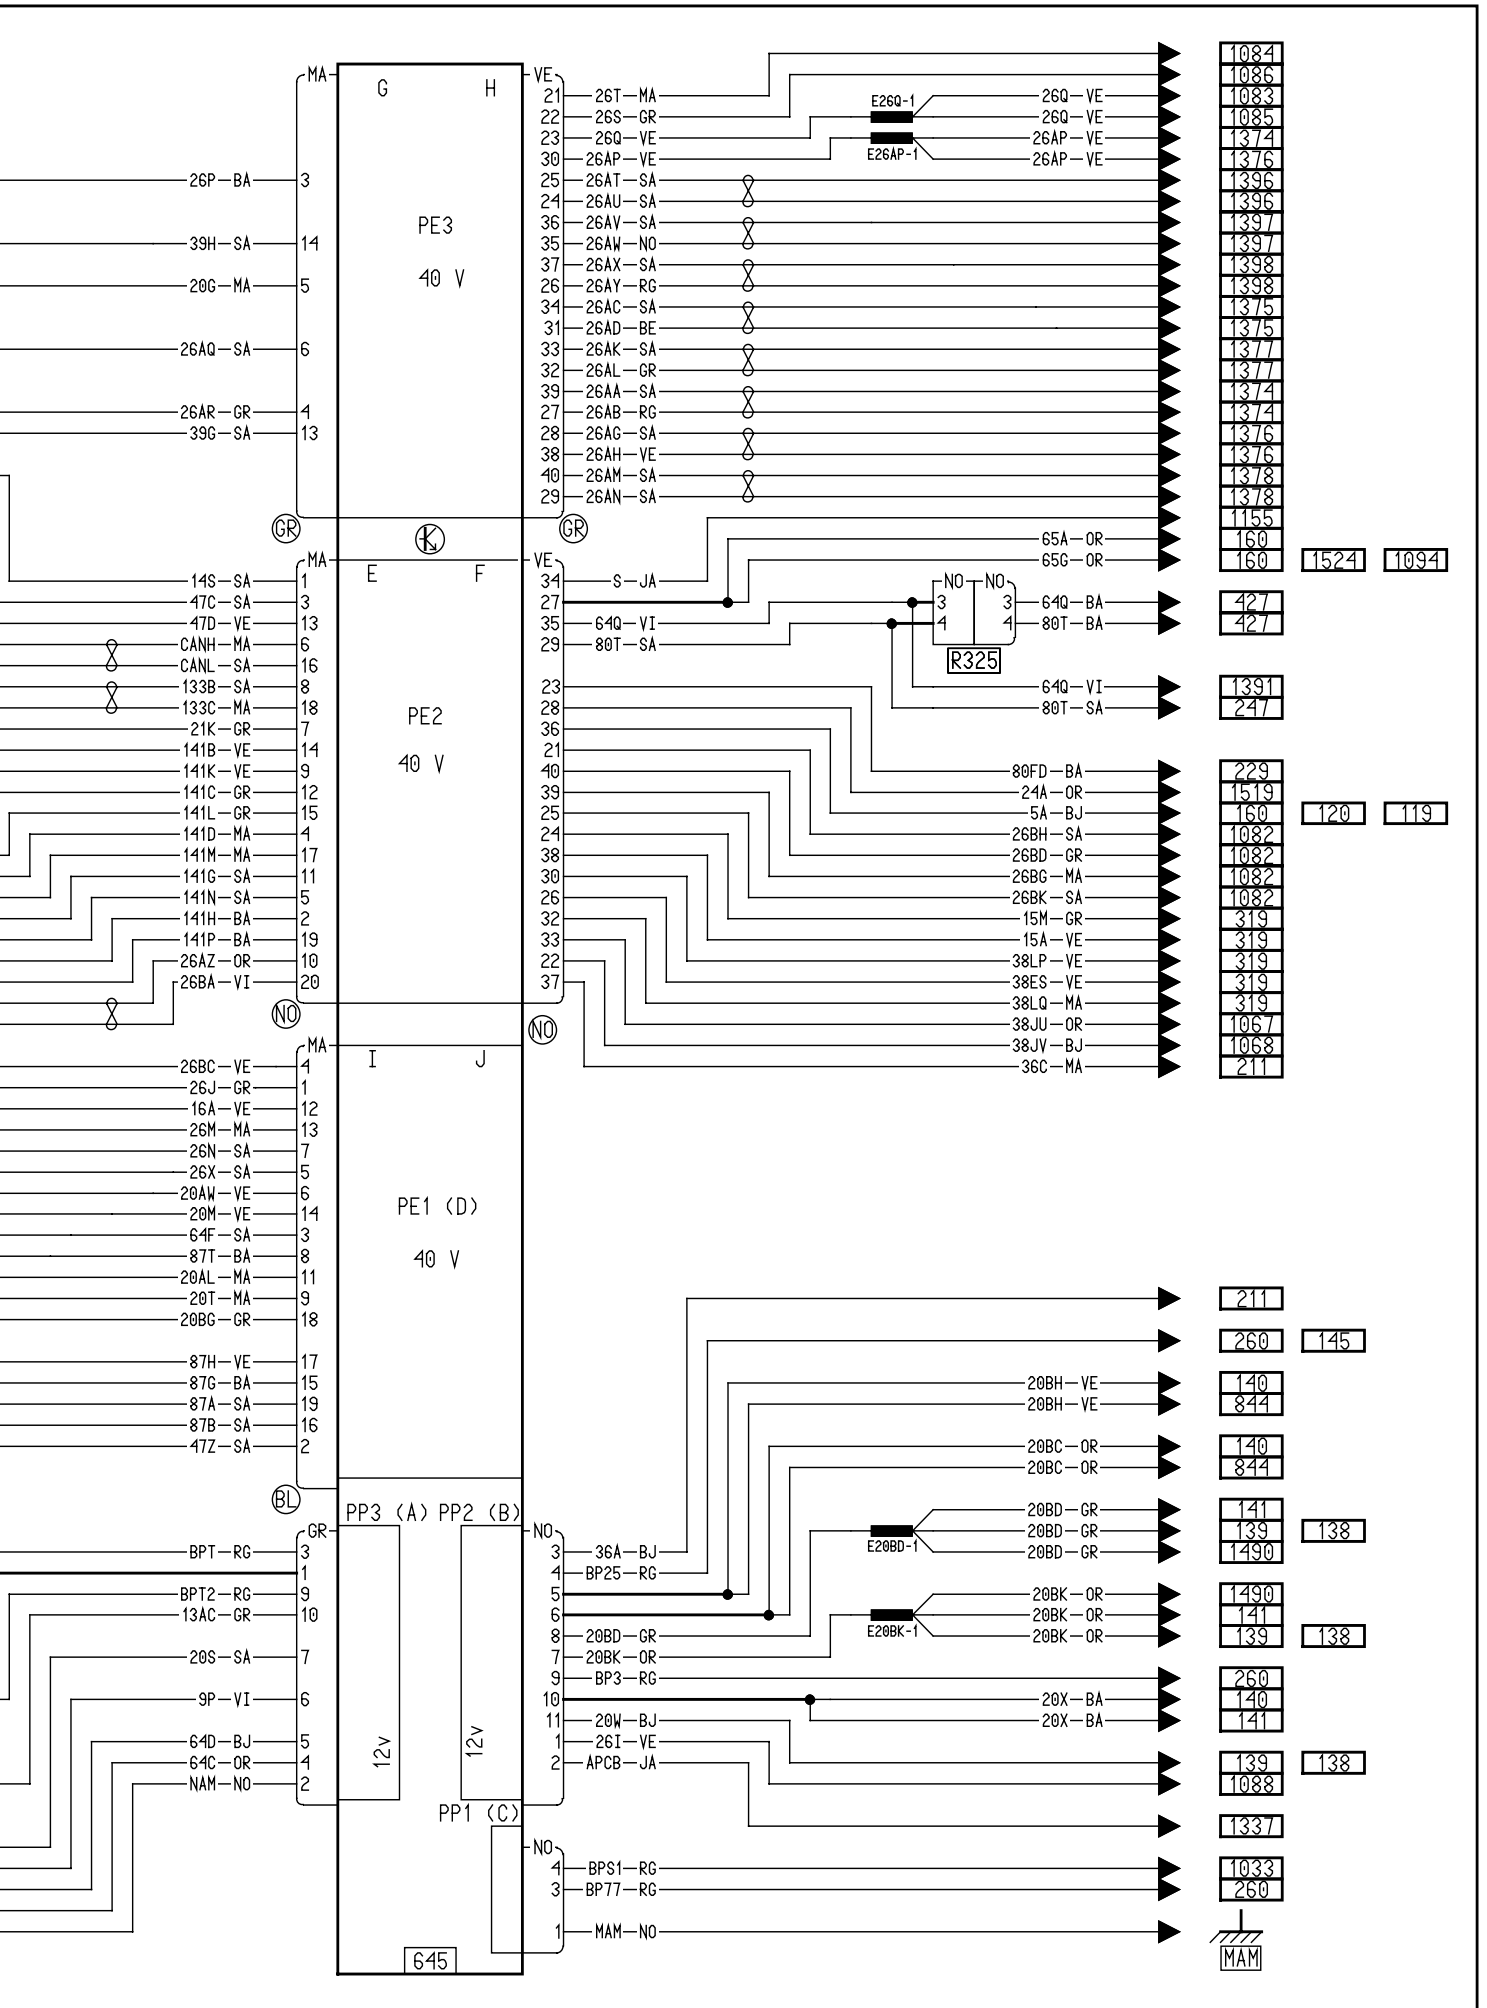 MA G H VE 1084
1086
21 26T MA E26Q-1 26Q VE 1083
22 26S GR 26Q VE 1085
23 26Q VE 26AP VE 1374
30 26AP VE E26AP-1 26AP VE 1376
26P BA 3 25 26AT SA 1396
24 26AU SA 1396
PE3 36 26AV SA 1397
39H SA 14 35 26AW NO 1397
40 V 37 26AX SA 1398
20G MA 5 26 26AY RG 1398
34 26AC SA 1375
31 26AD BE 1375
26AQ SA 6 33 26AK SA 1377
32 26AL GR 1377
39 26AA SA 1374
26AR GR 4 27 26AB RG 1374
39G SA 13 28 26AG SA 1376
38 26AH VE 1376
40 26AM SA 1378
29 26AN SA 1378
GR K GR 1155
65A OR 160
MA VE 65G OR 160 1524 1094
14S SA 1 E F 34 S JA NO NO
47C SA 3 27 3 3 64Q BA 427
47D VE 13 35 64Q VI 4 4 80T BA 427
CANH MA 6 29 80T SA
CANL SA 16 R325
133B SA 8 23 64Q VI 1391
133C MA 18 PE2 28 80T SA 247
21K GR 7 36
141B VE 14 40 V 21
141K VE 9 40 80FD BA 229
141C GR 12 39 24A OR 1519
141L GR 15 25 5A BJ 160 120 119
141D MA 4 24 26BH SA 1082
141M MA 17 38 26BD GR 1082
141G SA 11 30 26BG MA 1082
141N SA 5 26 26BK SA 1082
141H BA 2 32 15M GR 319
141P BA 19 33 15A VE 319
26AZ OR 10 22 38LP VE 319
26BA VI 20 37 38ES VE 319
NO 38LQ MA 319
NO 38JU OR 1067
MA 38JV BJ 1068
26BC VE 4 I J 36C MA 211
26J GR 1
16A VE 12
26M MA 13
26N SA 7
26X SA 5
20AW VE 6 PE1 (D)
20M VE 14
64F SA 3
87T BA 8 40 V
20AL MA 11
20T MA 9 211
20BG GR 18
260 145
87H VE 17
87G BA 15 20BH VE 140
87A SA 19 20BH VE 844
87B SA 16
47Z SA 2 20BC OR 140
20BC OR 844
BL PP3 (A) PP2 (B) 20BD GR 141
GR NO E20BD-1 20BD GR 139 138
BPT RG 3 3 36A BJ 20BD GR 1490
1 4 BP25 RG
BPT2 RG 9 5 20BK OR 1490
13AC GR 10 6 20BK OR 141
8 20BD GR E20BK-1 20BK OR 139 138
20S SA 7 7 20BK OR
9 BP3 RG 260
9P VI 6 10 20X BA 140
11 20W BJ 20X BA 141
64D BJ 5 12v 12v 1 26I VE
64C OR 4 2 APCB JA 139 138
NAM NO 2 1088
PP1 (C) 1337
NO
4 BPS1 RG 1033
3 BP77 RG 260
1 MAM NO
645 MAM